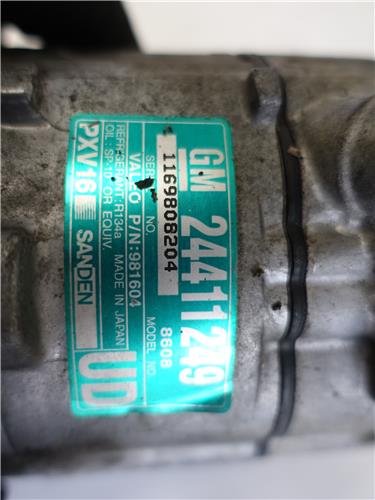 GM 24411249
SERIAL NO. MODEL NO.
1169808204 8608
VALEO P/N:981604
REFRIGERANT:R134a MADE IN JAPAN
OIL: SP-10 OR EQUIV.
PXV16 SANDEN UD